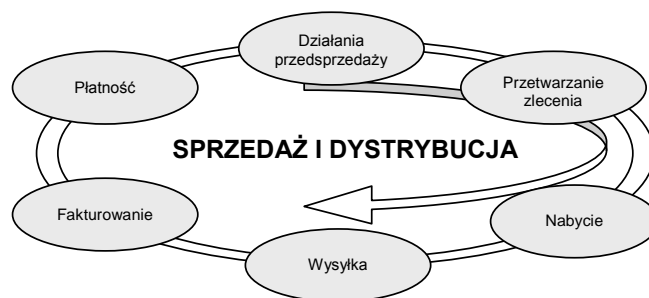 Działania
przedsprzedaży
Płatność
Przetwarzanie
zlecenia
SPRZEDAŻ I DYSTRYBUCJA
Fakturowanie
Nabycie
Wysyłka